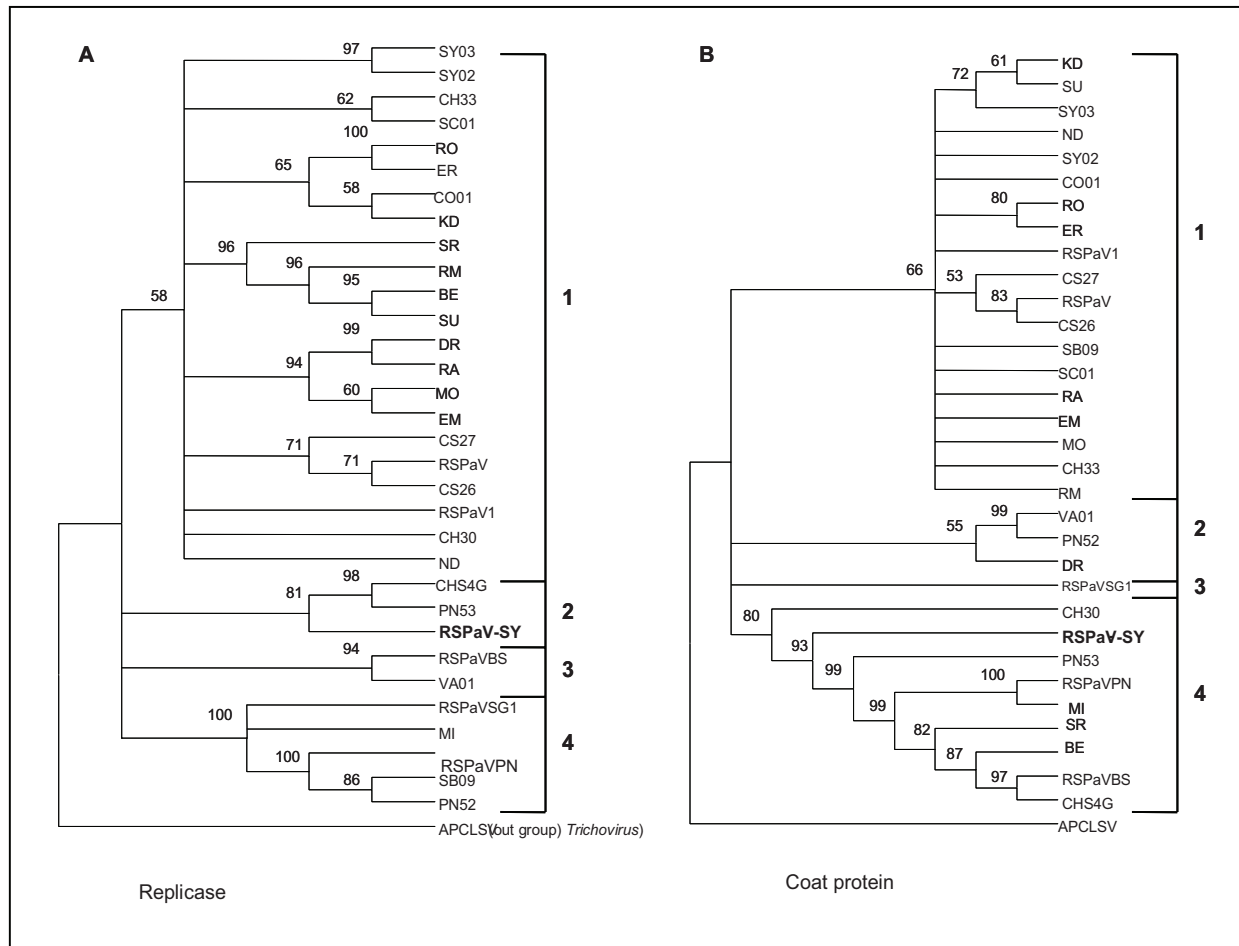 A
97
SY03
SY02
62
CH33
SC01
100
RO
65
ER
58
CO01
KD
96
SR
96
RM
95
BE
SU
58
99
DR
94
RA
60
MO
EM
71
CS27
71
RSPaV
CS26
RSPaV1
CH30
ND
1
98
CHS4G
81
PN53
RSPaV-SY
2
94
RSPaVBS
VA01
3
100
RSPaVSG1
MI
100
RSPaVPN
86
SB09
PN52
4
APCLSV (out group) Trichovirus)
Replicase
B
61
KD
72
SU
SY03
ND
SY02
CO01
80
RO
ER
RSPaV1
66
53
CS27
83
RSPaV
CS26
SB09
SC01
RA
EM
MO
CH33
RM
1
99
VA01
55
PN52
DR
2
RSPaVSG1
3
80
CH30
93
RSPaV-SY
99
PN53
100
RSPaVPN
99
MI
82
SR
87
BE
97
RSPaVBS
CHS4G
4
APCLSV
Coat protein